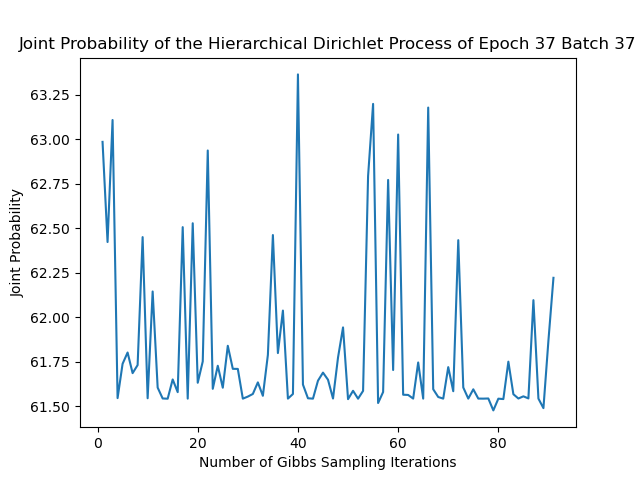 Joint Probability of the Hierarchical Dirichlet Process of Epoch 37 Batch 37
Joint Probability
63.25
63.00
62.75
62.50
62.25
62.00
61.75
61.50
0 20 40 60 80
Number of Gibbs Sampling Iterations